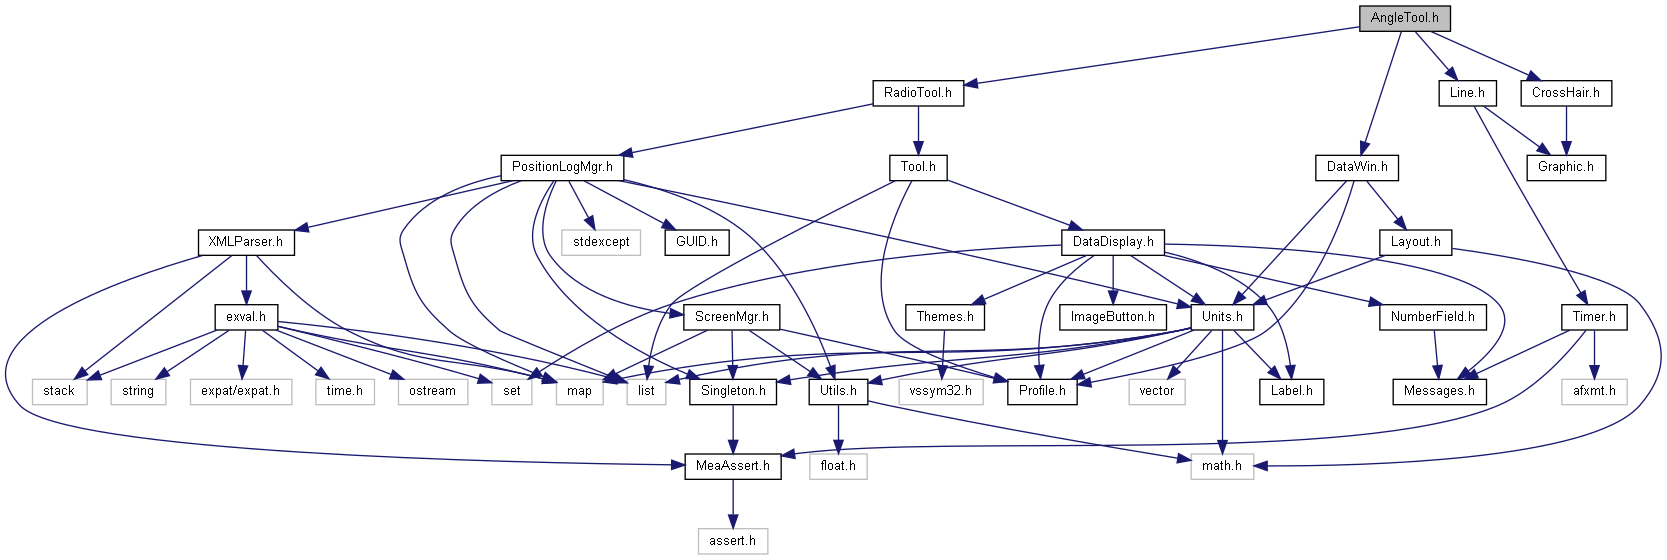 AngleTool.h
RadioTool.h
Line.h
CrossHair.h
PositionLogMgr.h
Tool.h
DataWin.h
Graphic.h
XMLParser.h
stdexcept
GUID.h
DataDisplay.h
Layout.h
exval.h
ScreenMgr.h
Themes.h
ImageButton.h
Units.h
NumberField.h
Timer.h
stack
string
expat/expat.h
time.h
ostream
set
map
list
Singleton.h
Utils.h
vssym32.h
Profile.h
vector
Label.h
Messages.h
afxmt.h
MeaAssert.h
float.h
math.h
assert.h